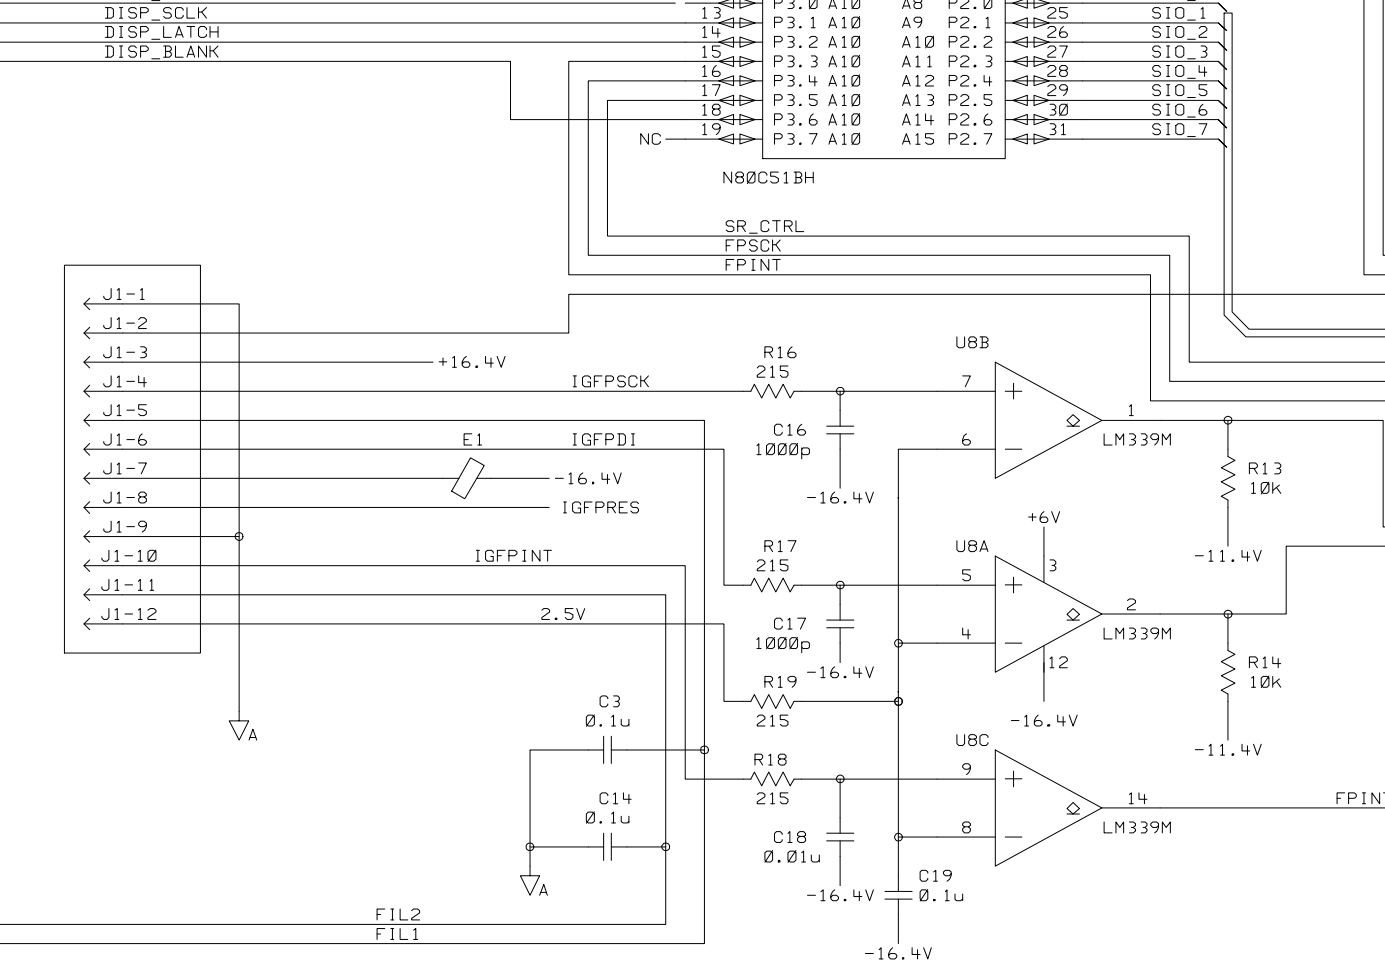 P3.0 A10 A8 P2.0
DISP_SCLK 13 P3.1 A10 A9 P2.1 25 SIO_1
DISP_LATCH 14 P3.2 A10 A10 P2.2 26 SIO_2
DISP_BLANK 15 P3.3 A10 A11 P2.3 27 SIO_3
16 P3.4 A10 A12 P2.4 28 SIO_4
17 P3.5 A10 A13 P2.5 29 SIO_5
18 P3.6 A10 A14 P2.6 30 SIO_6
NC 19 P3.7 A10 A15 P2.7 31 SIO_7
N80C51BH
SR_CTRL
FPSCK
FPINT
J1-1
J1-2
J1-3 +16.4V
J1-4 IGFPSCK
J1-5
J1-6 E1 IGFPDI
J1-7 -16.4V
J1-8 IGFPRES
J1-9
J1-10 IGFPINT
J1-11
J1-12 2.5V
R16
215
C16
1000p
-16.4V
U8B
7
6
1
LM339M
R13
10k
-11.4V
R17
215
C17
1000p
-16.4V
+6V
U8A
3
5
4
2
12
LM339M
-16.4V
R14
10k
-11.4V
R19
215
A
C3
0.1u
C14
0.1u
A
R18
215
C18
0.01u
-16.4V
U8C
9
8
14
LM339M
FPINT
C19
0.1u
-16.4V
FIL2
FIL1